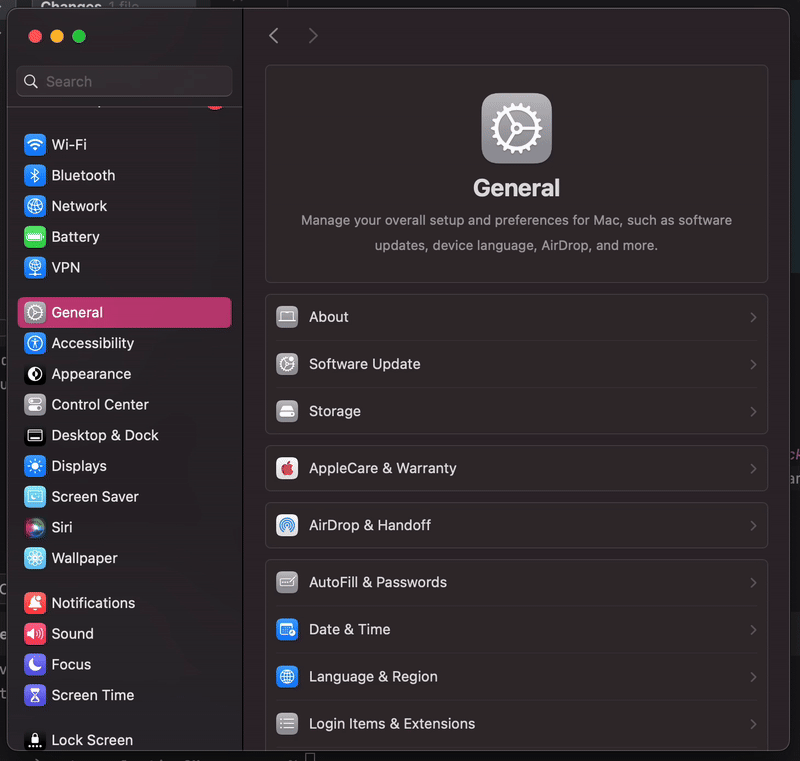 Changes 1 file
Search
Wi-Fi
Bluetooth
Network
Battery
VPN
General
Accessibility
Appearance
Control Center
Desktop & Dock
Displays
Screen Saver
Siri
Wallpaper
Notifications
Sound
Focus
Screen Time
Lock Screen
General
Manage your overall setup and preferences for Mac, such as software
updates, device language, AirDrop, and more.
About
Software Update
Storage
AppleCare & Warranty
AirDrop & Handoff
AutoFill & Passwords
Date & Time
Language & Region
Login Items & Extensions